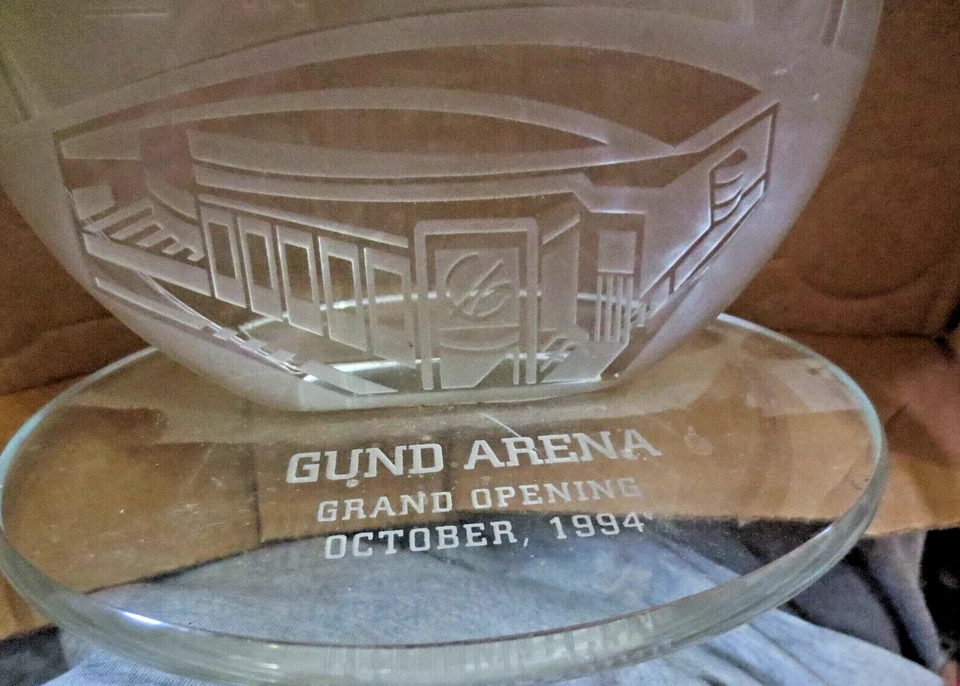 GUND ARENA
GRAND OPENING
OCTOBER, 1994